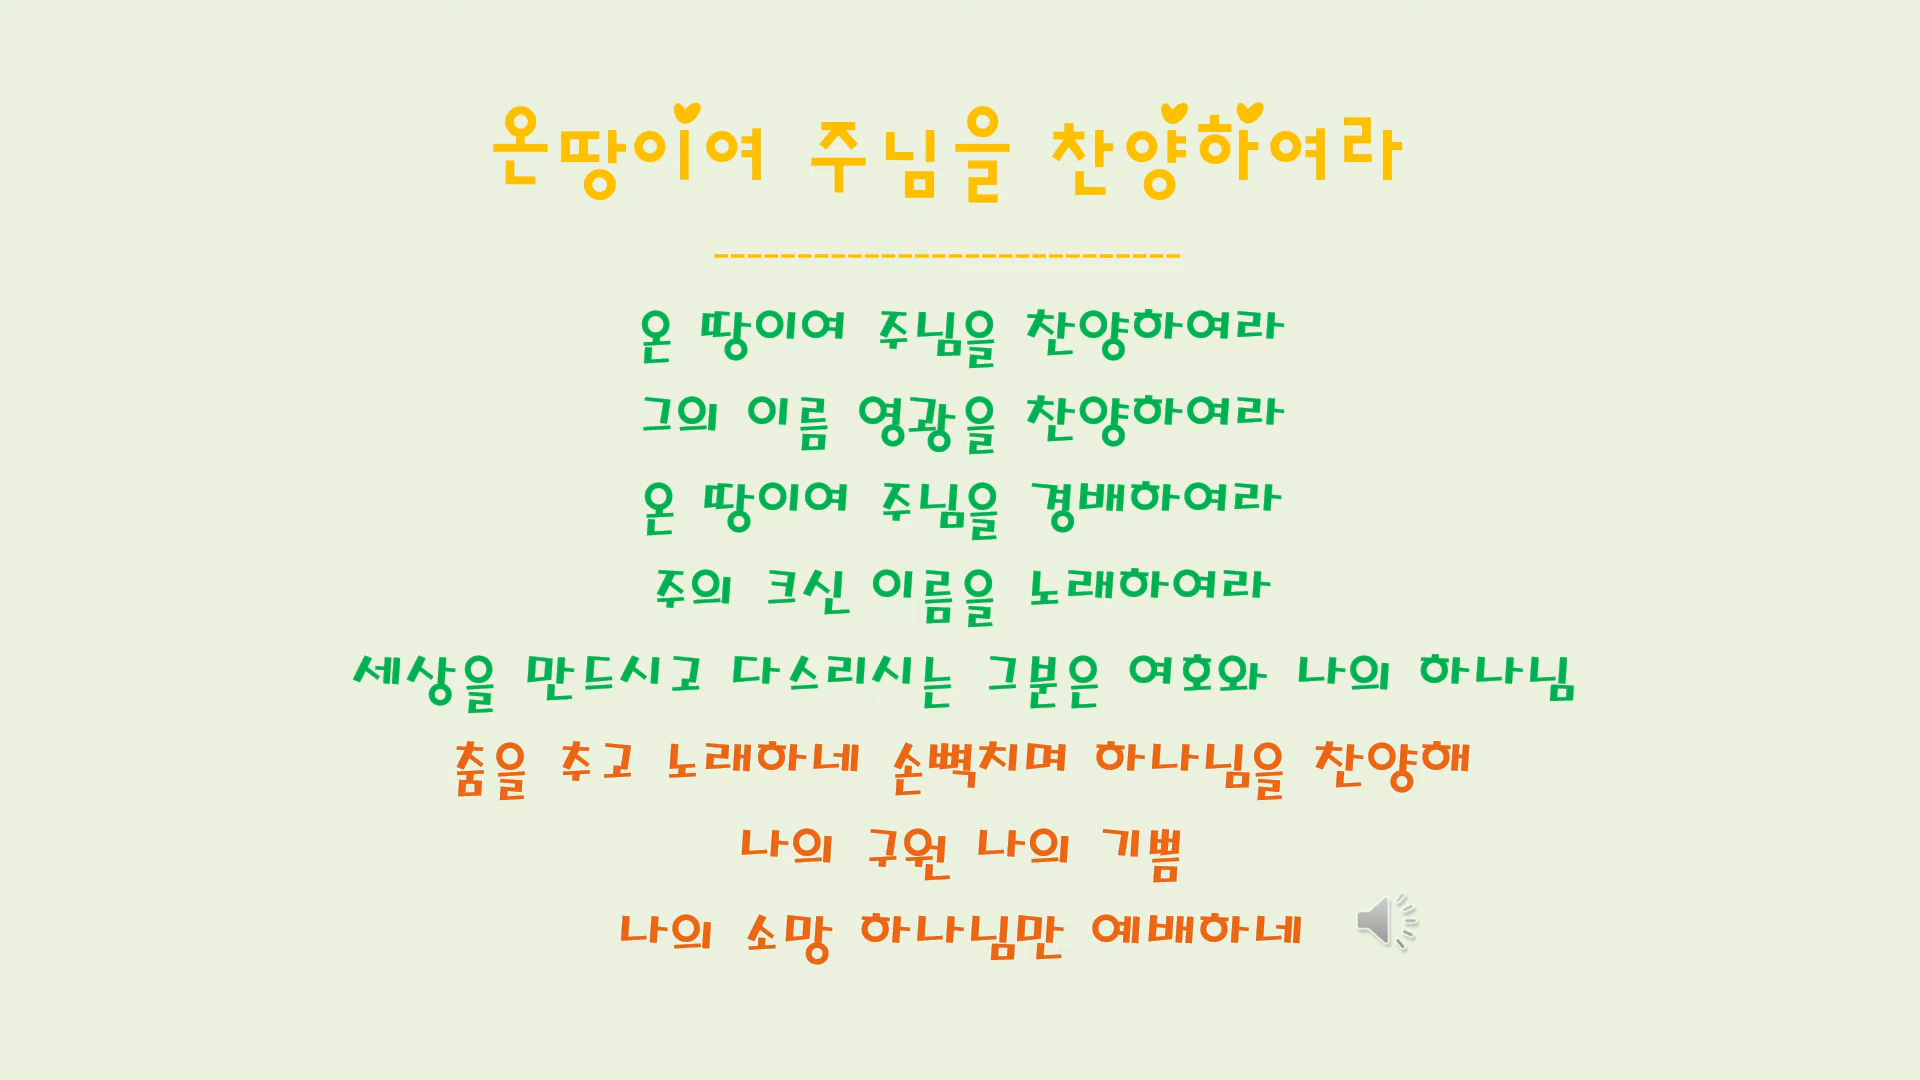 온땅이여 주님을 찬양하여라
----------------------------
온 땅이여 주님을 찬양하여라
그의 이름 영광을 찬양하여라
온 땅이여 주님을 경배하여라
주의 크신 이름을 노래하여라
세상을 만드시고 다스리시는 그분은 여호와 나의 하나님
춤을 추고 노래하네 손뼉치며 하나님을 찬양해
나의 구원 나의 기쁨
나의 소망 하나님만 예배하네